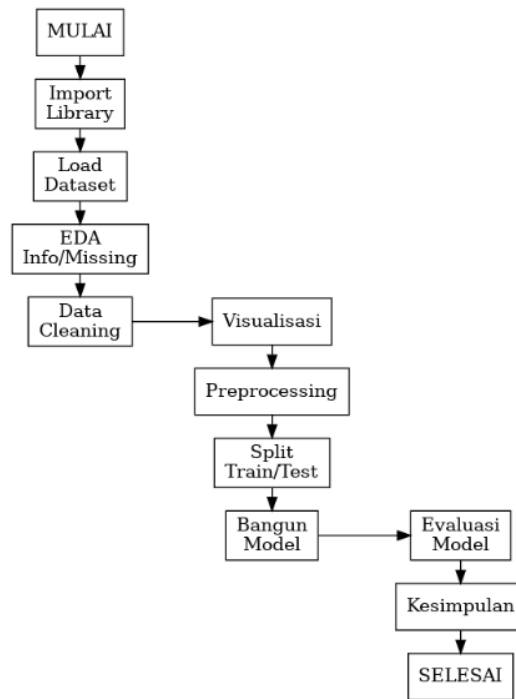 MULAI
Import
Library
Load
Dataset
EDA
Info/Missing
Data
Cleaning
Visualisasi
Preprocessing
Split
Train/Test
Bangun
Model
Evaluasi
Model
Kesimpulan
SELESAI